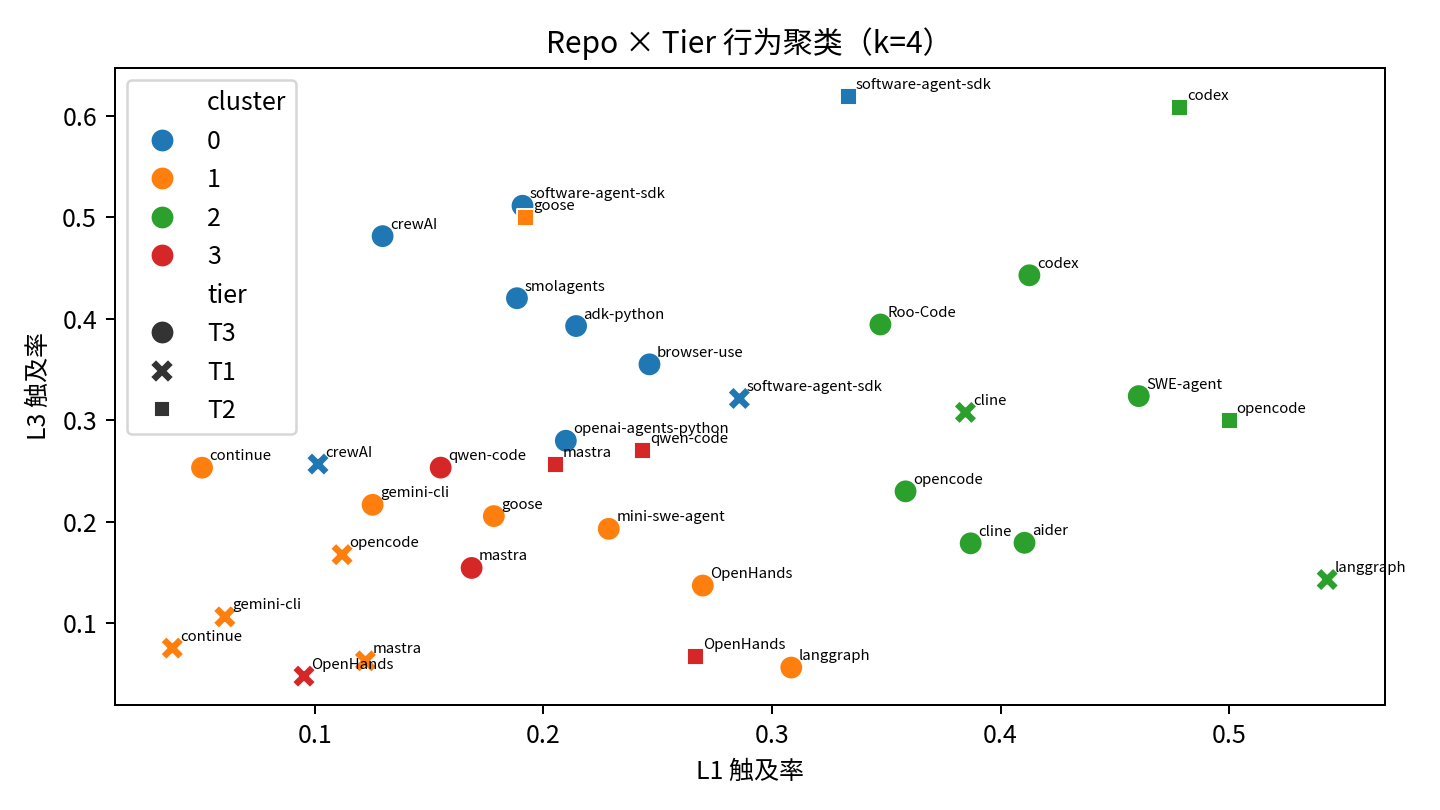 Repo × Tier 行为聚类（k=4）
cluster
0
1
2
3
tier
T3
T1
T2
software-agent-sdk
codex
software-agent-sdk
goose
crewAI
smolagents
adk-python
browser-use
software-agent-sdk
codex
Roo-Code
SWE-agent
cline
opencode
openai-agents-python
qwen-code
mastra
continue
crewAI
qwen-code
gemini-cli
goose
mini-swe-agent
opencode
opencode
cline
aider
mastra
OpenHands
langgraph
gemini-cli
continue
mastra
OpenHands
OpenHands
langgraph
0.6
0.5
0.4
0.3
0.2
0.1
L3 触及率
0.1
0.2
0.3
0.4
0.5
L1 触及率